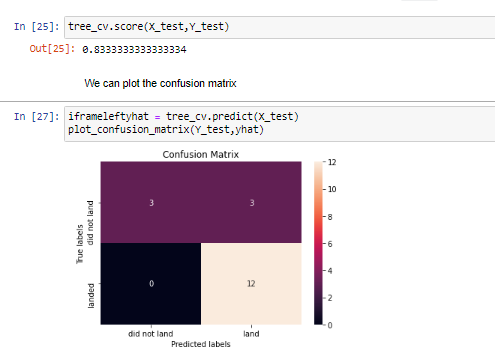 In [25]: tree_cv.score(X_test,Y_test)
Out[25]: 0.8333333333333334
We can plot the confusion matrix
In [27]: iframeleftyhat = tree_cv.predict(X_test)
plot_confusion_matrix(Y_test,yhat)
Confusion Matrix
12
10
8
6
4
2
0
True labels
did not land
landed
3 3
0 12
did not land land
Predicted labels